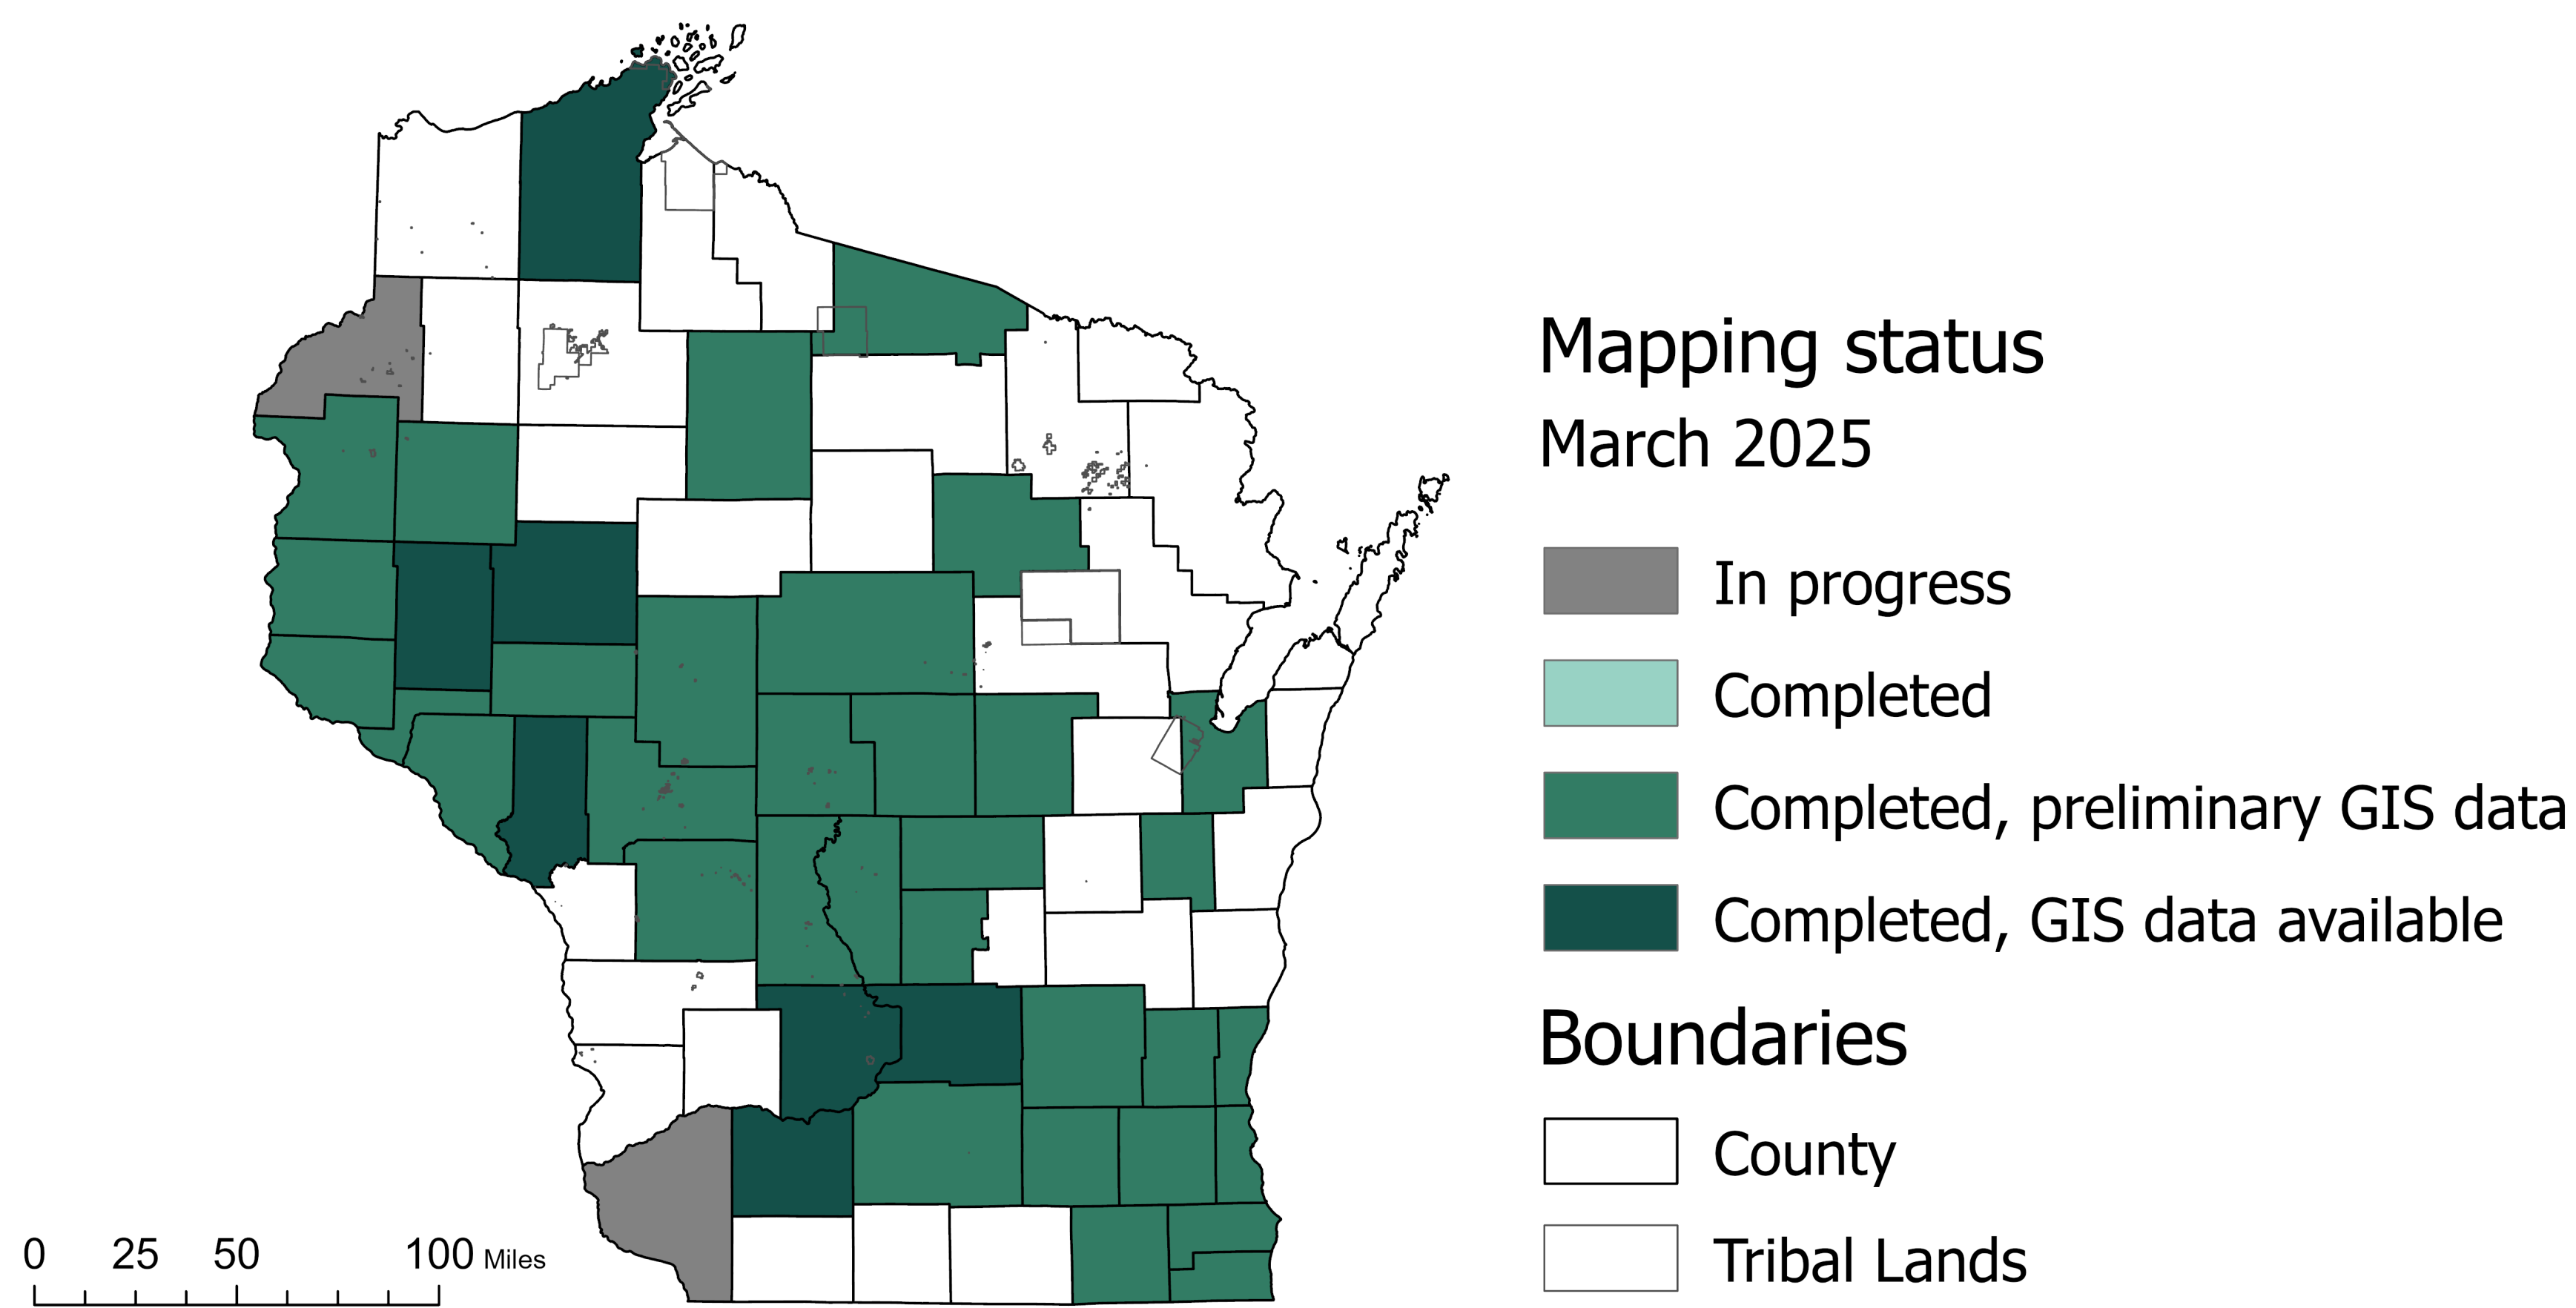 Mapping status
March 2025
In progress
Completed
Completed, preliminary GIS data
Completed, GIS data available
Boundaries
County
Tribal Lands
0 25 50 100 Miles